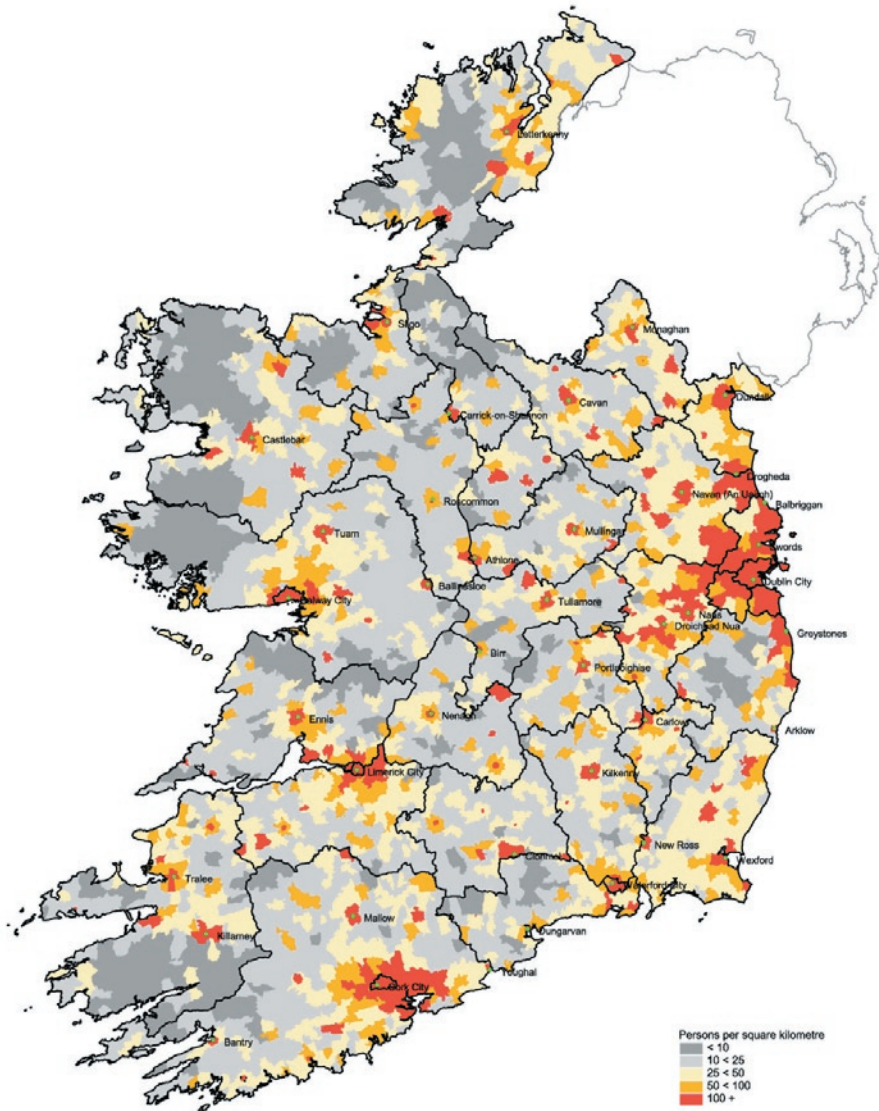 Letterkenny
Sligo
Monaghan
Cavan
Dundalk
Carrick-on-Shannon
Castlebar
Drogheda
Navan (An Uaimh)
Balbriggan
Roscommon
Tuam
Mullingar
Swords
Athlone
Dublin City
Ballinasloe
Galway City
Tullamore
Naas
Droichead Nua
Greystones
Birr
Portlaoighise
Ennis
Nenagh
Carlow
Arklow
Limerick City
Kilkenny
New Ross
Clonmel
Wexford
Tralee
Waterford City
Mallow
Killarney
Dungarvan
Youghal
Cork City
Bantry
Persons per square kilometre
< 10
10 < 25
25 < 50
50 < 100
100 +